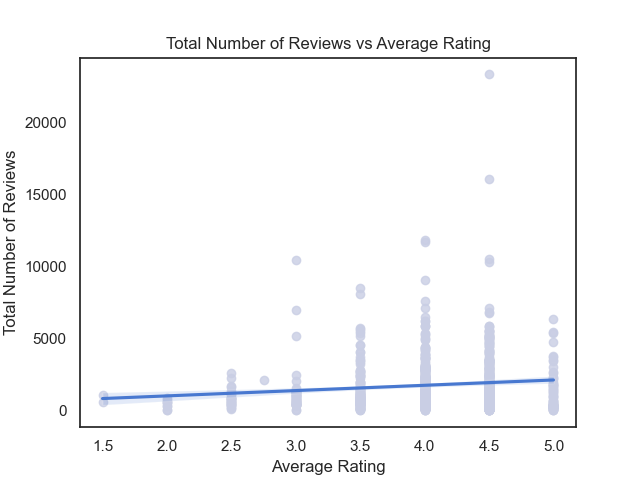 Total Number of Reviews vs Average Rating
Total Number of Reviews
20000
15000
10000
5000
0
1.5 2.0 2.5 3.0 3.5 4.0 4.5 5.0
Average Rating